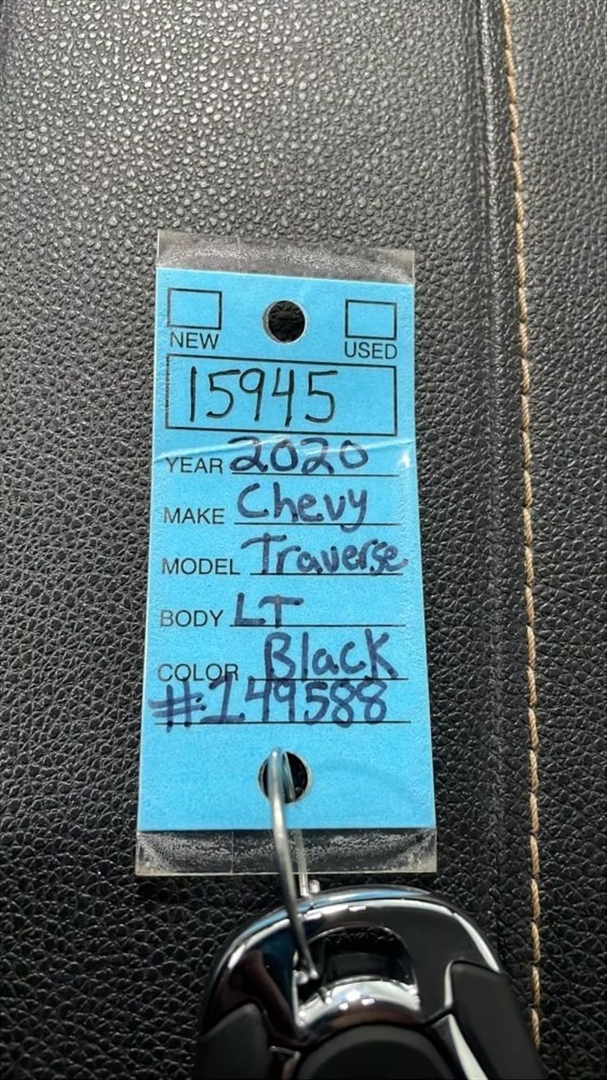 NEW USED
15945
YEAR 2020
MAKE Chevy
MODEL Traverse
BODY LT
COLOR Black
#149588